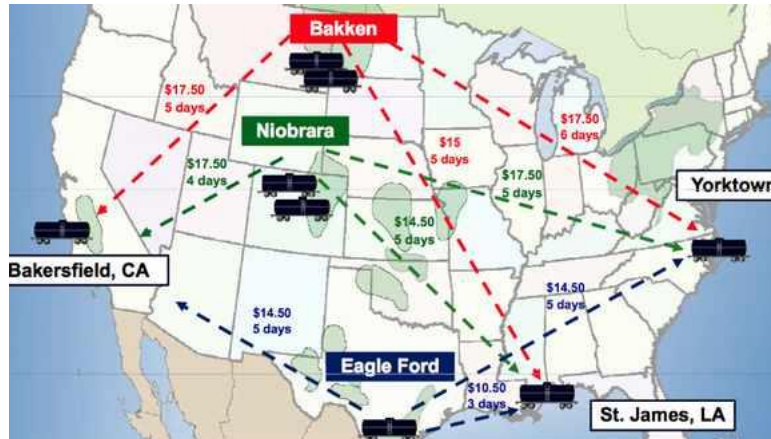 Bakken
$17.50
5 days
$17.50
6 days
Niobrara
$15
5 days
$17.50
4 days
$17.50
5 days
Yorktown
$14.50
5 days
Bakersfield, CA
$14.50
5 days
$14.50
5 days
Eagle Ford
$10.50
3 days
St. James, LA